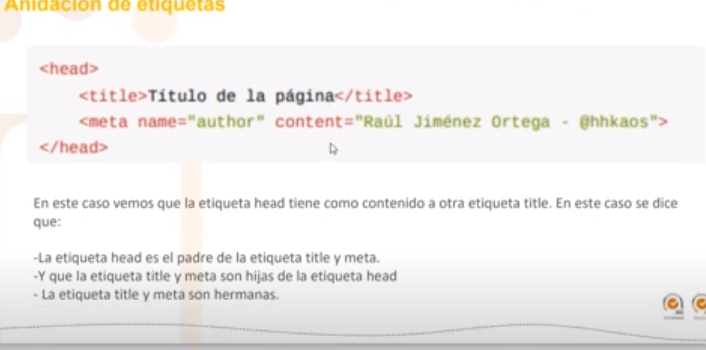 Anidación de etiquetas
<head>
<title>Título de la página</title>
<meta name="author" content="Raúl Jiménez Ortega - @hhkaos">
</head>
En este caso vemos que la etiqueta head tiene como contenido a otra etiqueta title. En este caso se dice
que:
-La etiqueta head es el padre de la etiqueta title y meta.
-Y que la etiqueta title y meta son hijas de la etiqueta head
- La etiqueta title y meta son hermanas.